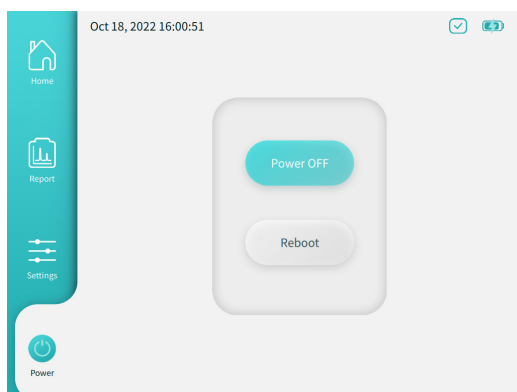 Oct 18, 2022 16:00:51
Home
Report
Settings
Power
Power OFF
Reboot